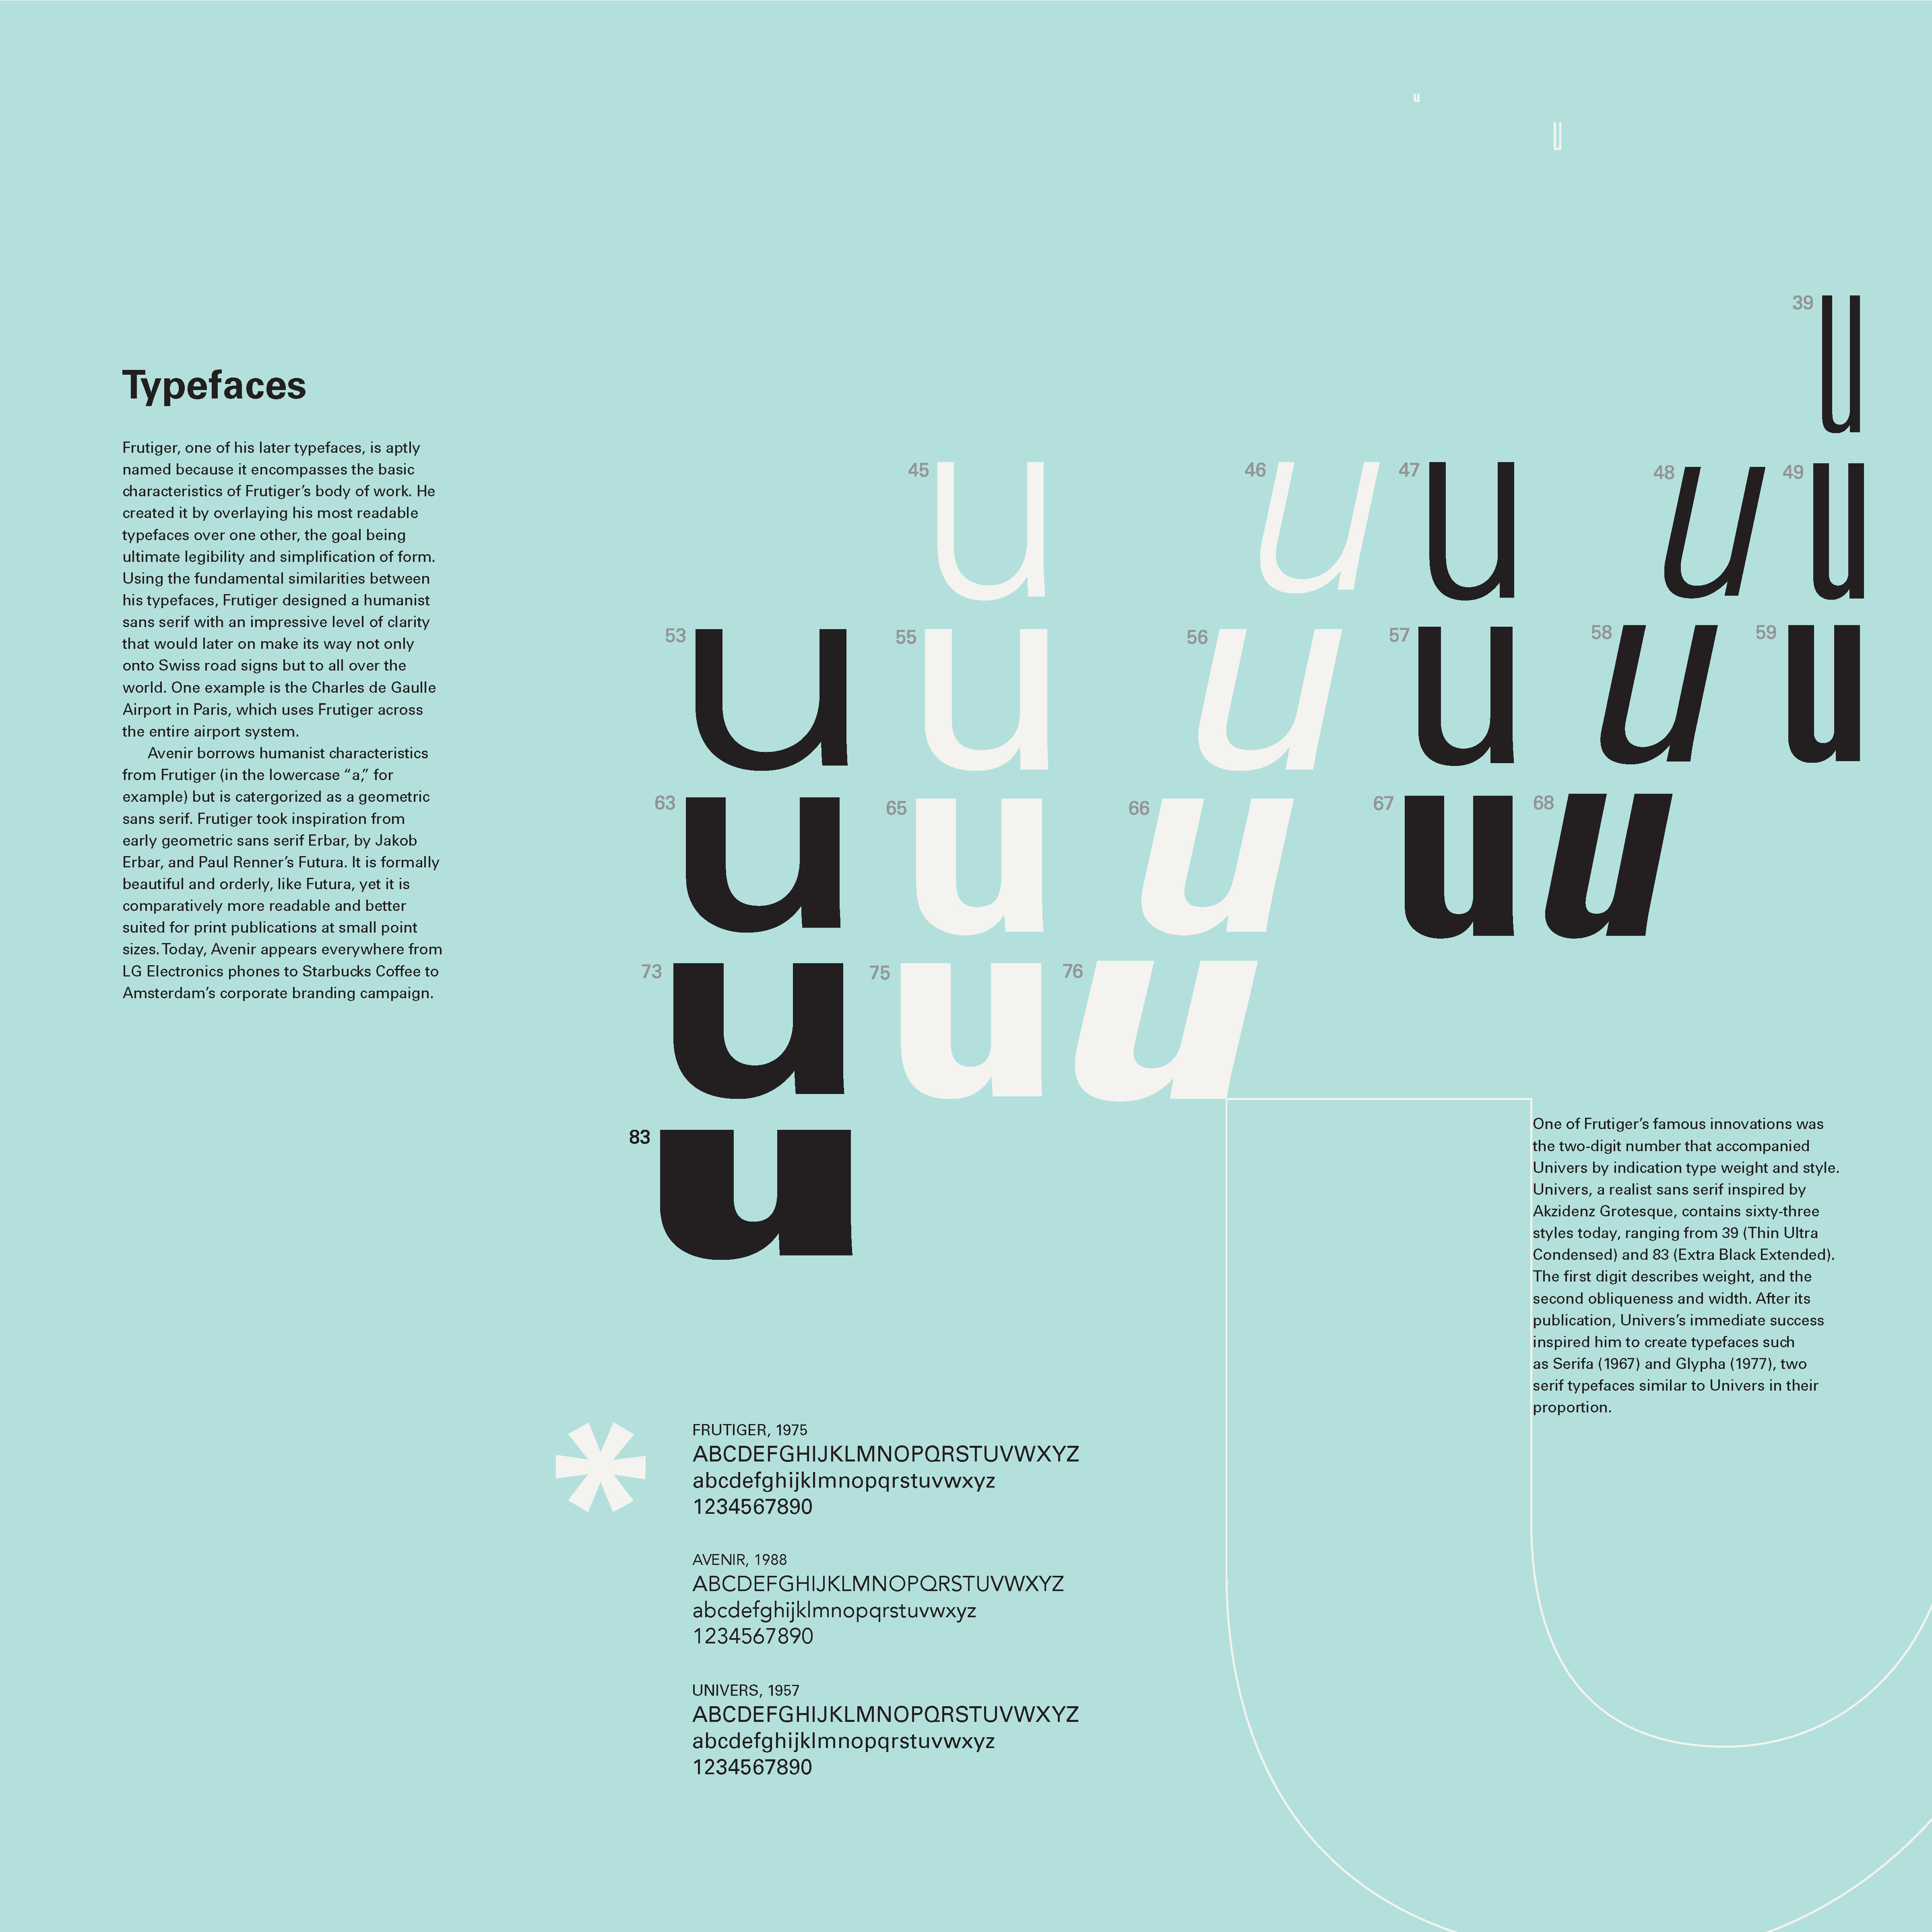 u
u
39
u
Typefaces
Frutiger, one of his later typefaces, is aptly
named because it encompasses the basic
characteristics of Frutiger’s body of work. He
created it by overlaying his most readable
typefaces over one other, the goal being
ultimate legibility and simplification of form.
Using the fundamental similarities between
his typefaces, Frutiger designed a humanist
sans serif with an impressive level of clarity
that would later on make its way not only
onto Swiss road signs but to all over the
world. One example is the Charles de Gaulle
Airport in Paris, which uses Frutiger across
the entire airport system.
Avenir borrows humanist characteristics
from Frutiger (in the lowercase “a,” for
example) but is catergorized as a geometric
sans serif. Frutiger took inspiration from
early geometric sans serif Erbar, by Jakob
Erbar, and Paul Renner’s Futura. It is formally
beautiful and orderly, like Futura, yet it is
comparatively more readable and better
suited for print publications at small point
sizes. Today, Avenir appears everywhere from
LG Electronics phones to Starbucks Coffee to
Amsterdam’s corporate branding campaign.
45 u 46 u 47 u 48 u 49 u
53 u 55 u 56 u 57 u 58 u 59 u
63 u 65 u 66 u 67 u 68 u
73 u 75 u 76 u
83 u
One of Frutiger’s famous innovations was
the two-digit number that accompanied
Univers by indication type weight and style.
Univers, a realist sans serif inspired by
Akzidenz Grotesque, contains sixty-three
styles today, ranging from 39 (Thin Ultra
Condensed) and 83 (Extra Black Extended).
The first digit describes weight, and the
second obliqueness and width. After its
publication, Univers’s immediate success
inspired him to create typefaces such
as Serifa (1967) and Glypha (1977), two
serif typefaces similar to Univers in their
proportion.
*
FRUTIGER, 1975
ABCDEFGHIJKLMNOPQRSTUVWXYZ
abcdefghijklmnopqrstuvwxyz
1234567890
AVENIR, 1988
ABCDEFGHIJKLMNOPQRSTUVWXYZ
abcdefghijklmnopqrstuvwxyz
1234567890
UNIVERS, 1957
ABCDEFGHIJKLMNOPQRSTUVWXYZ
abcdefghijklmnopqrstuvwxyz
1234567890